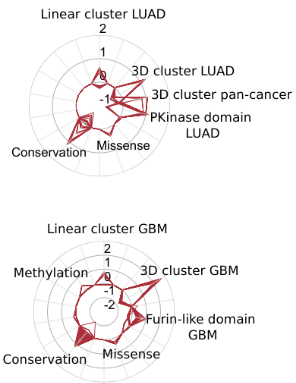 Linear cluster LUAD
2
1
0
-1
3D cluster LUAD
3D cluster pan-cancer
PKinase domain
LUAD
Missense
Conservation
Linear cluster GBM
2
1
0
-1
-2
Methylation
3D cluster GBM
Furin-like domain
GBM
Missense
Conservation